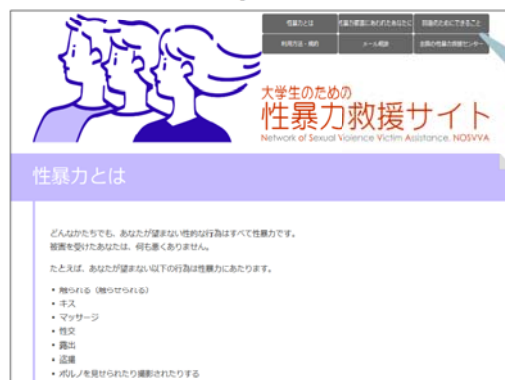 性暴力とは
性暴力被害にあわれたあなたに
回復のためにできること
利用方法・規約
メール相談
全国の性暴力救援センター
大学生のための
性暴力救援サイト
Network of Sexual Violence Victim Assistance, NOSVVA
性暴力とは
どんなかたちでも、あなたが望まない性的な行為はすべて性暴力です。
被害を受けたあなたは、何も悪くありません。
たとえば、あなたが望まない以下の行為は性暴力にあたります。
• 触られる（触らせられる）
• キス
• マッサージ
• 性交
• 露出
• 盗撮
• ポルノを見せられたり撮影されたりする